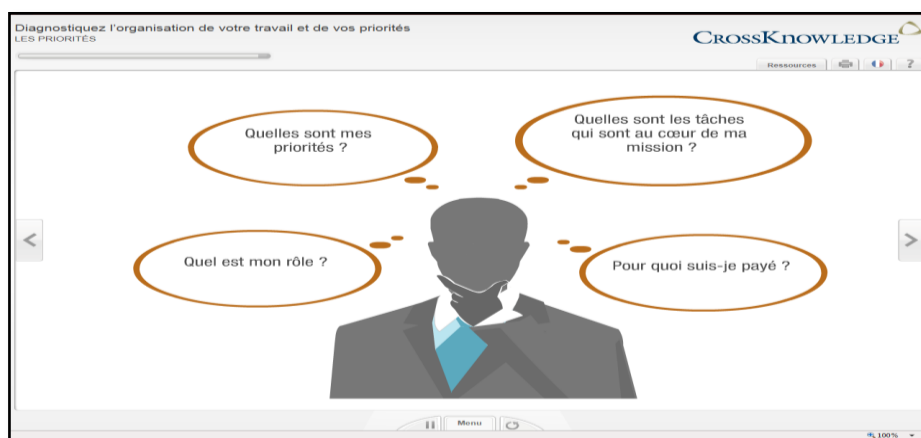 Diagnostiquez l'organisation de votre travail et de vos priorités
LES PRIORITÉS
CROSSKNOWLEDGE
Ressources
?
Quelles sont mes
priorités ?
Quelles sont les tâches
qui sont au cœur de ma
mission ?
Quel est mon rôle ?
Pour quoi suis-je payé ?
Menu
100%